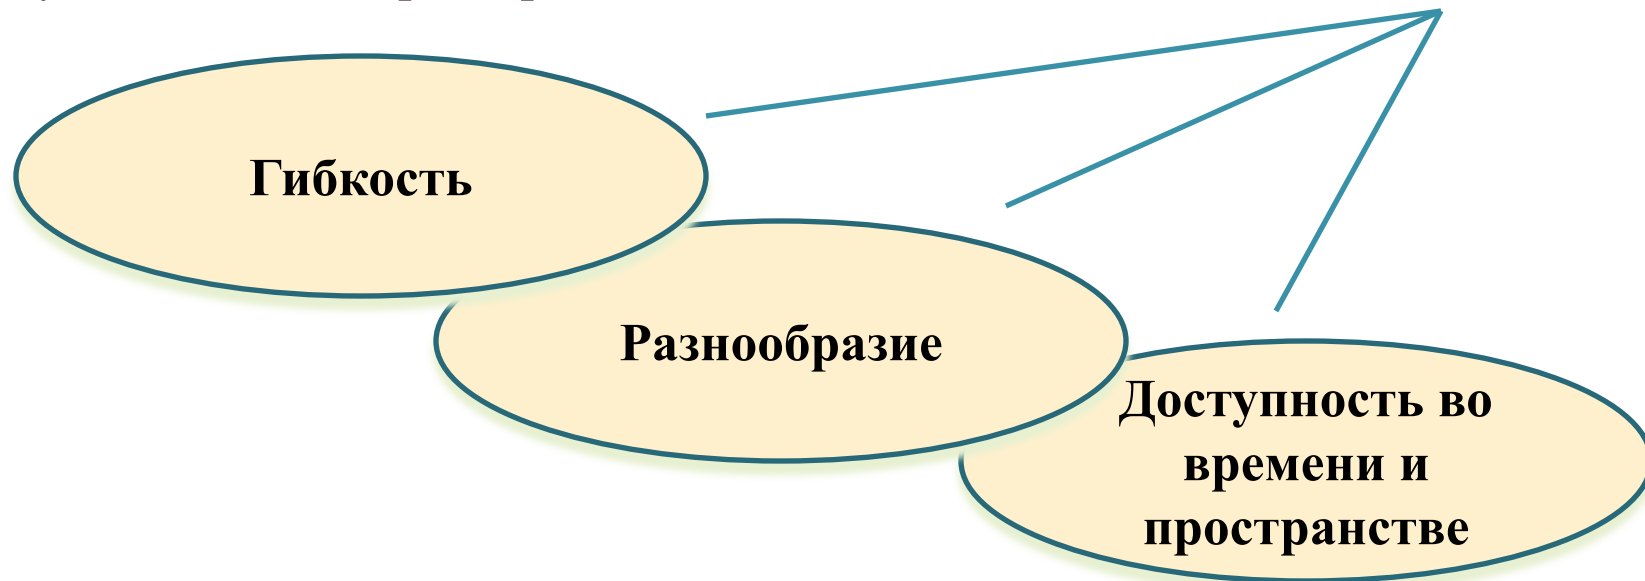 Гибкость
Разнообразие
Доступность во
времени и
пространстве